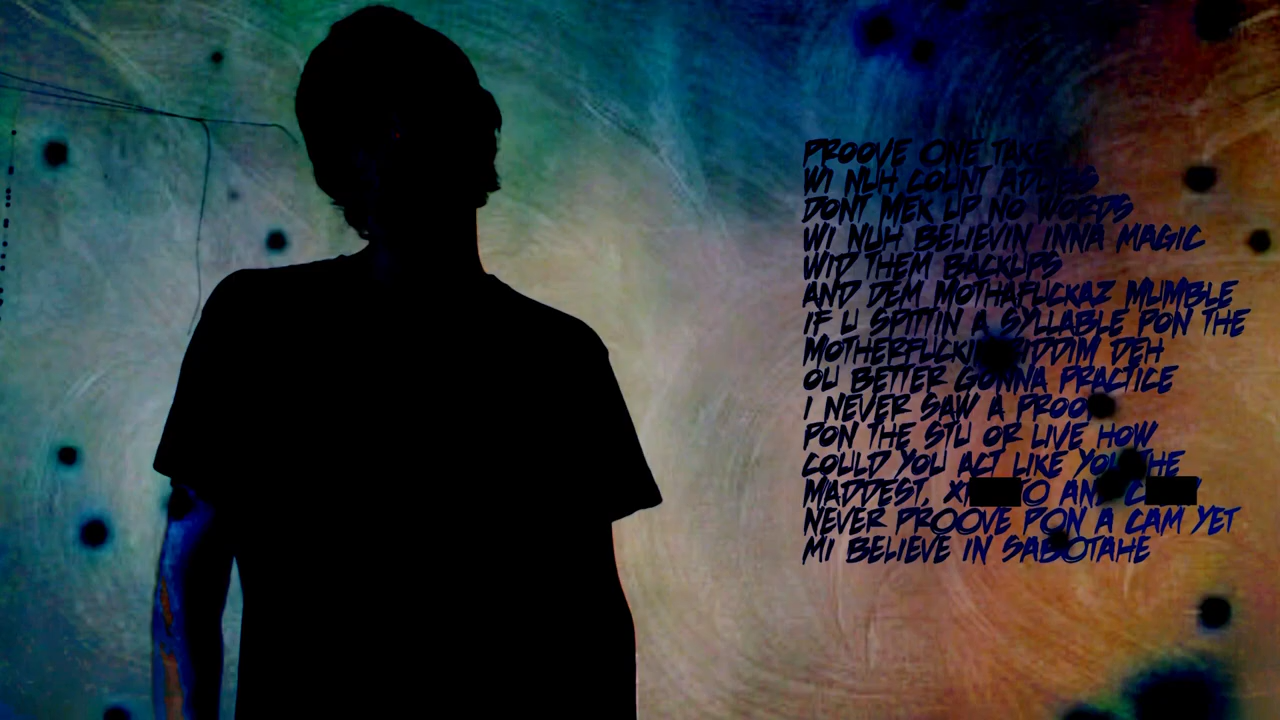 PROOVE ONE TAKE
WI NUH COUNT ADLIBS
DONT MEK UP NO WORDS
WI NUH BELIEVIN INNA MAGIC
WID THEM BACKUPS
AND DEM MOTHAFUCKAZ MUMBLE
IF U SPITTIN A SYLLABLE PON THE
MOTHERFUCKIN RIDDIM DEH
OU BETTER GONNA PRACTICE
I NEVER SAW A PROOF
PON THE STU OR LIVE HOW
COULD YOU ACT LIKE YOU THE
MADDEST,
NEVER PROOVE PON A CAM YET
MI BELIEVE IN SABOTAHE